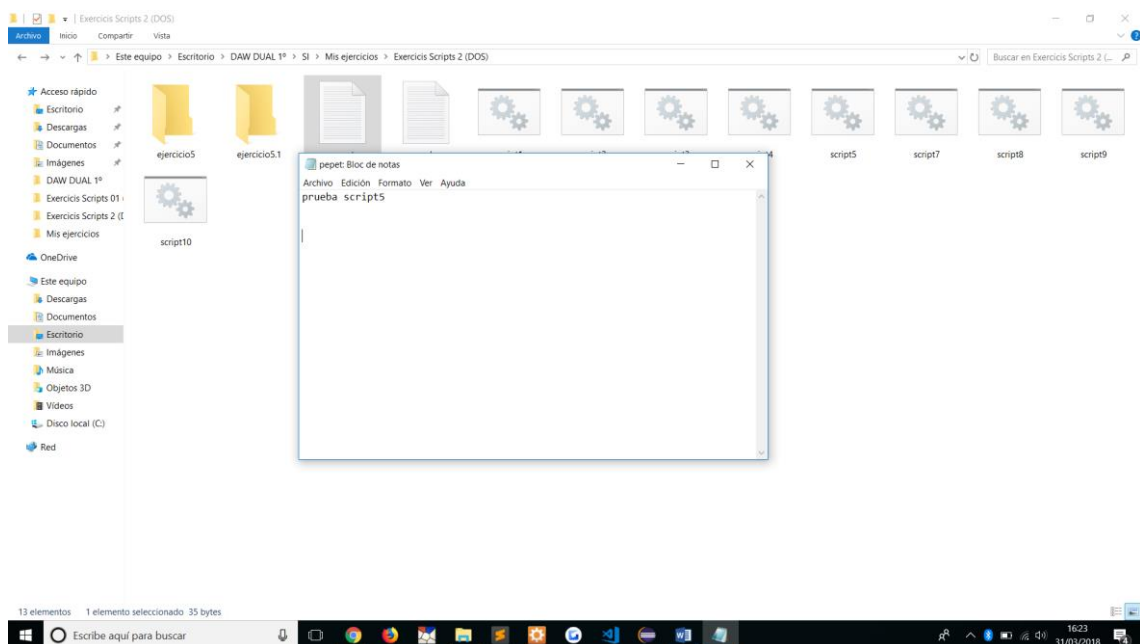 Exercicis Scripts 2 (DOS)
Archivo Inicio Compartir Vista
Este equipo > Escritorio > DAW DUAL 1º > SI > Mis ejercicios > Exercicis Scripts 2 (DOS)
Buscar en Exercicis Scripts 2 (...
Acceso rápido
Escritorio
Descargas
Documentos
Imágenes
DAW DUAL 1º
Exercicis Scripts 01
Exercicis Scripts 2 (D
Mis ejercicios
OneDrive
Este equipo
Descargas
Documentos
Escritorio
Imágenes
Música
Objetos 3D
Vídeos
Disco local (C:)
Red
ejercicio5 ejercicio5.1 script5 script7 script8 script9
script10
pepet: Bloc de notas
Archivo Edición Formato Ver Ayuda
prueba script5
13 elementos 1 elemento seleccionado 35 bytes
Escribe aquí para buscar
16:23
31/03/2018